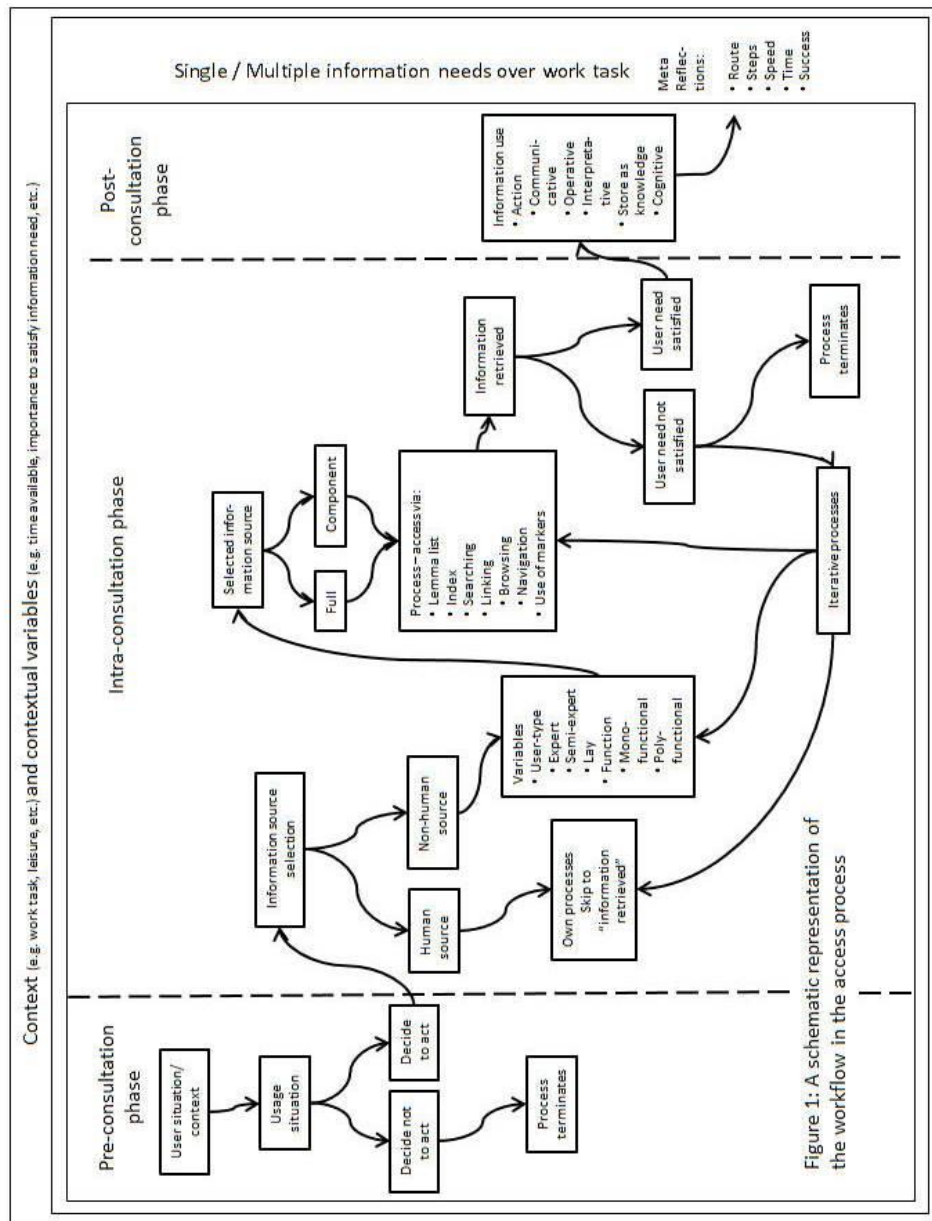 Context (e.g. work task, leisure, etc.) and contextual variables (e.g. time available, importance to satisfy information need, etc.)
Pre-consultation
phase
User situation/
context
Usage
situation
Decide not
to act
Decide
to act
Process
terminates
Intra-consultation phase
Information source
selection
Human
source
Non-human
source
Own processes
Skip to
“information
retrieved”
Variables
• User-type
• Expert
• Semi-expert
• Lay
• Function
• Mono-
functional
• Poly-
functional
Selected infor-
mation source
Full
Component
Process – access via:
• Lemma list
• Index
• Searching
• Linking
• Browsing
• Navigation
• Use of markers
Information
retrieved
User need not
satisfied
User need
satisfied
Iterative processes
Process
terminates
Post-
consultation
phase
Information use
• Action
• Communi-
cative
• Operative
• Interpreta-
tive
• Store as
knowledge
• Cognitive
Single / Multiple information needs over work task
Meta
Reflec-
tions:
• Route
• Steps
• Speed
• Time
• Success
Figure 1: A schematic representation of
the workflow in the access process